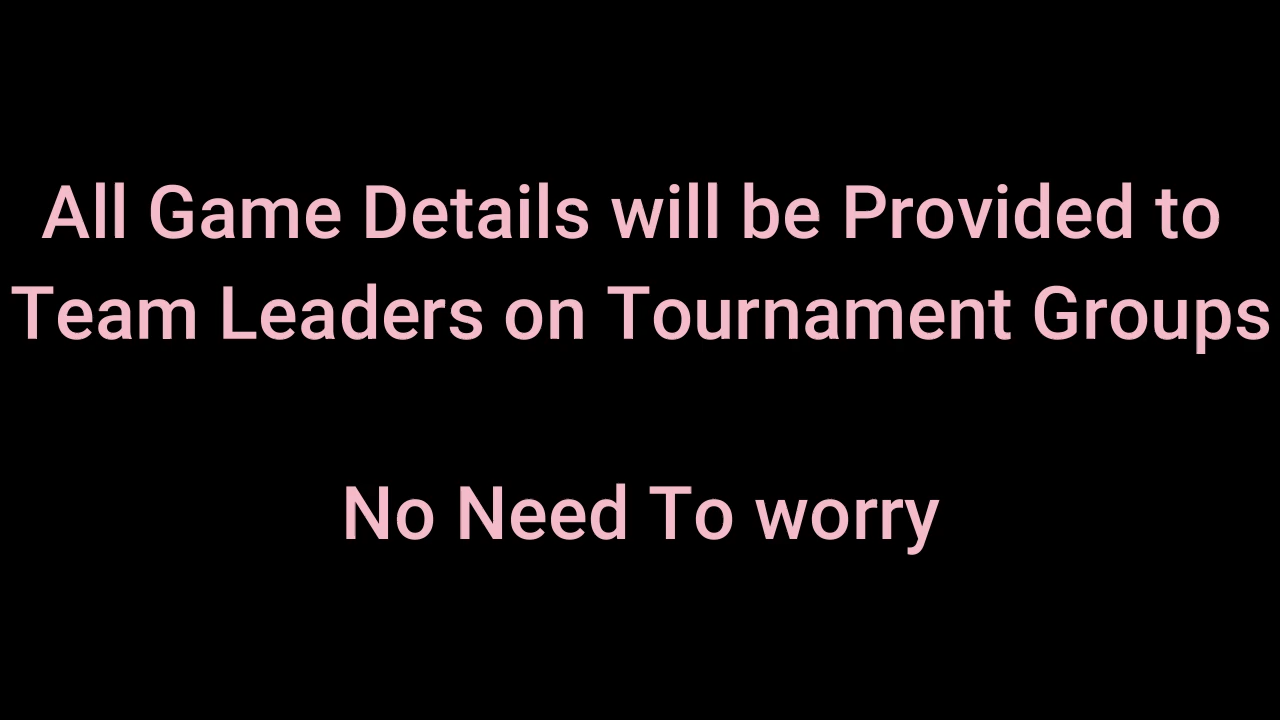 All Game Details will be Provided to
Team Leaders on Tournament Groups
No Need To worry